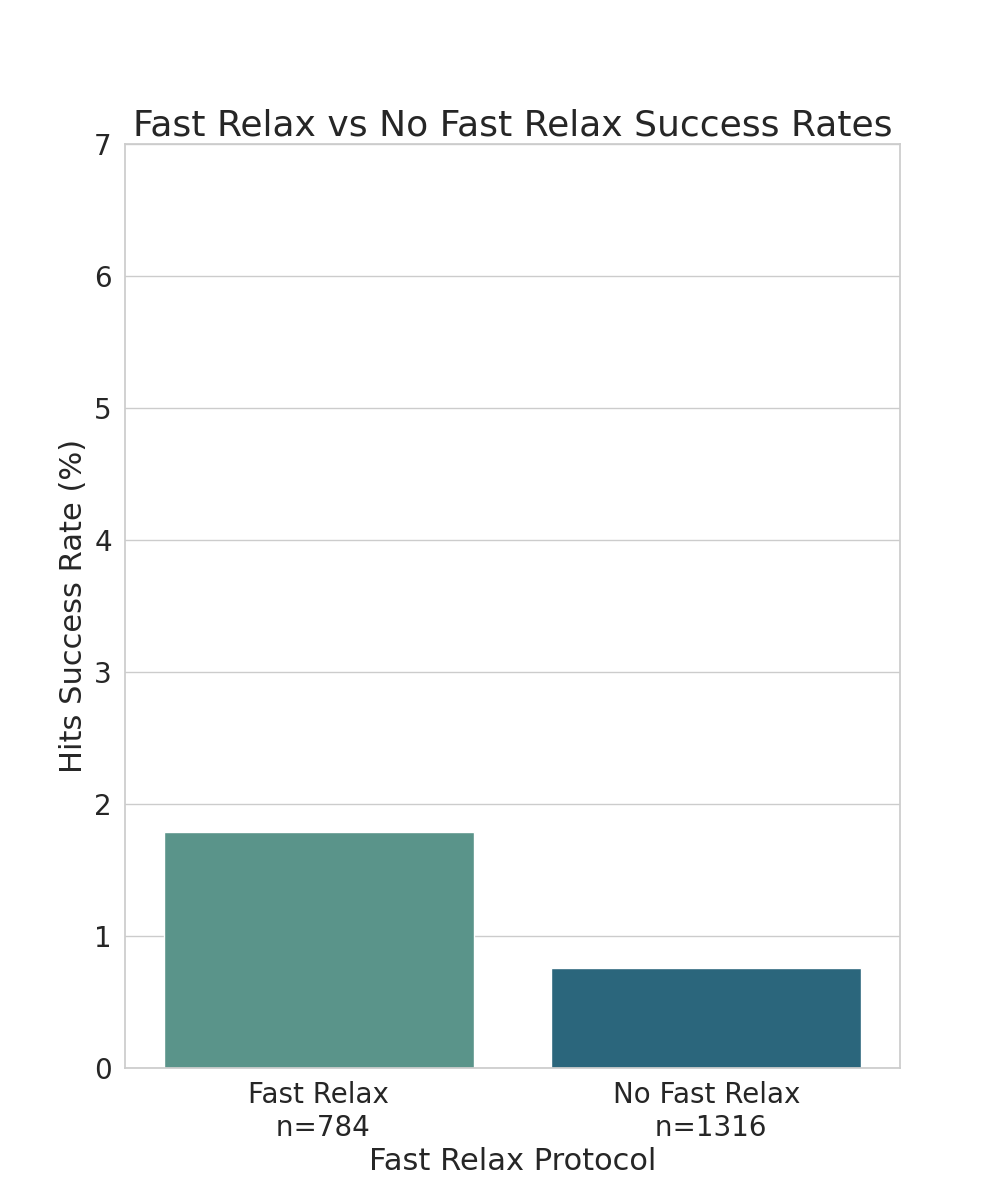 Fast Relax vs No Fast Relax Success Rates
7
6
5
4
3
2
1
0
Hits Success Rate (%)
Fast Relax
n=784
No Fast Relax
n=1316
Fast Relax Protocol